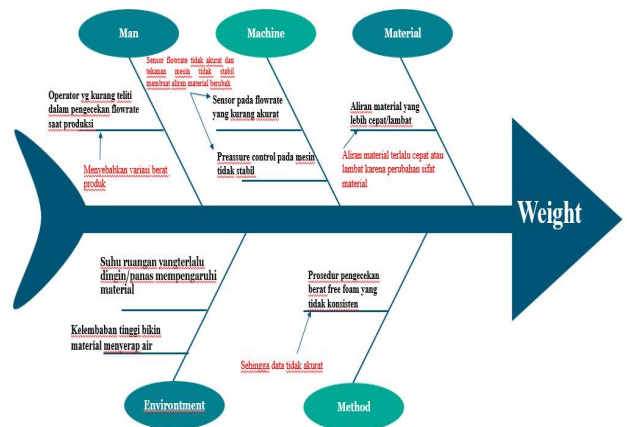 Man
Machine
Material
Sensor flowrate tidak akurat dan
tekanan mesin tidak stabil
membuat aliran material berubah
Operator yg kurang teliti
dalam pengecekan flowrate
saat produksi
Sensor pada flowrate
yang kurang akurat
Aliran material yang
lebih cepat/lambat
Menyebabkan variasi berat
produk
Preassure control pada mesin
tidak stabil
Aliran material terlalu cepat atau
lambat karena perubahan sifat
material
Weight
Suhu ruangan yangterlalu
dingin/panas mempengaruhi
material
Prosedur pengecekan
berat free foam yang
tidak konsisten
Kelembaban tinggi bikin
material menyerap air
Sehingga data tidak akurat
Environtment
Method